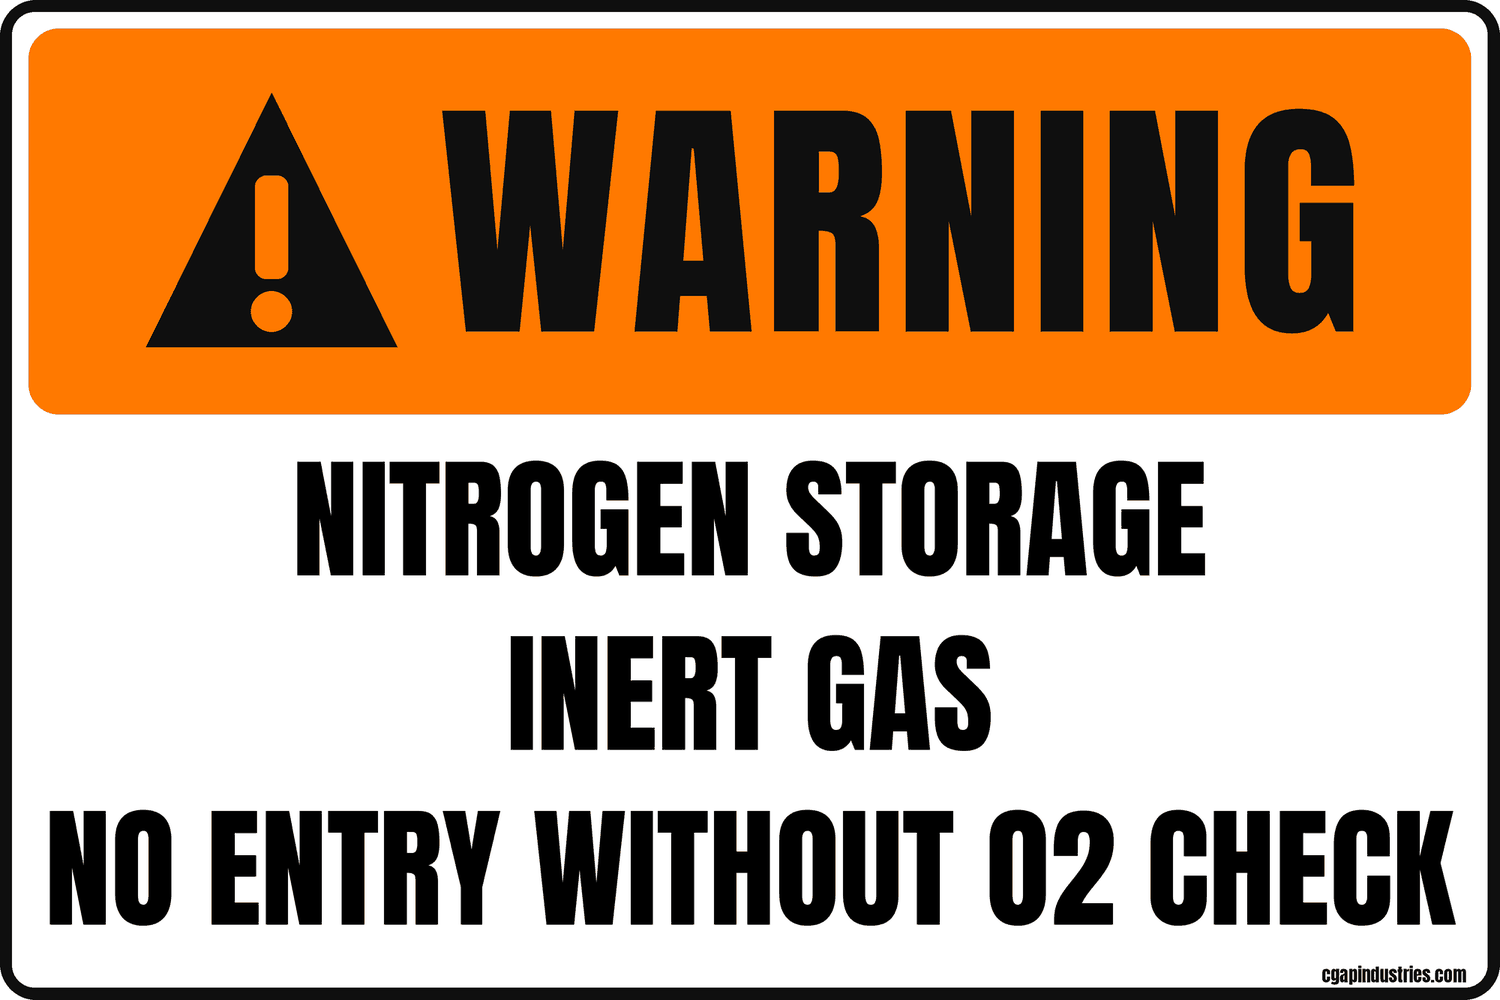 WARNING
NITROGEN STORAGE
INERT GAS
NO ENTRY WITHOUT O2 CHECK
cgapindustries.com